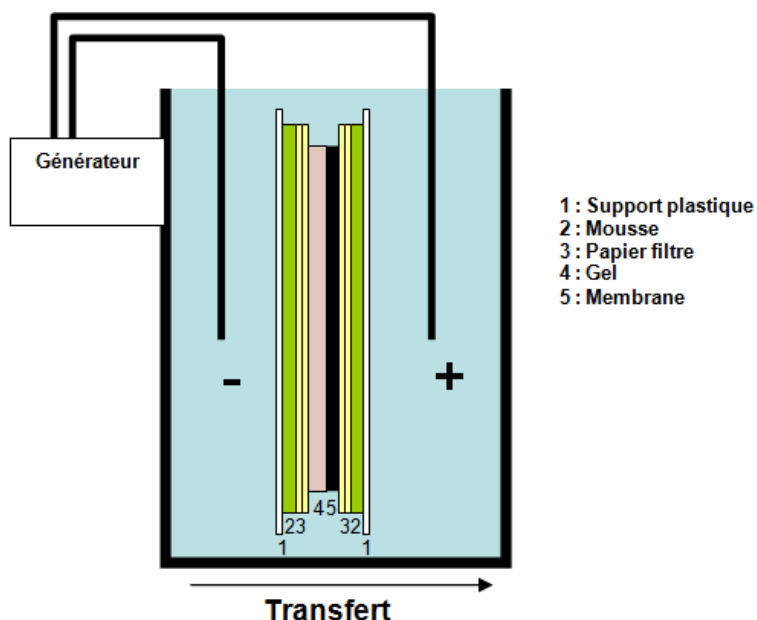 Générateur
1 : Support plastique
2 : Mousse
3 : Papier filtre
4 : Gel
5 : Membrane
-
+
45
23
32
1
1
Transfert